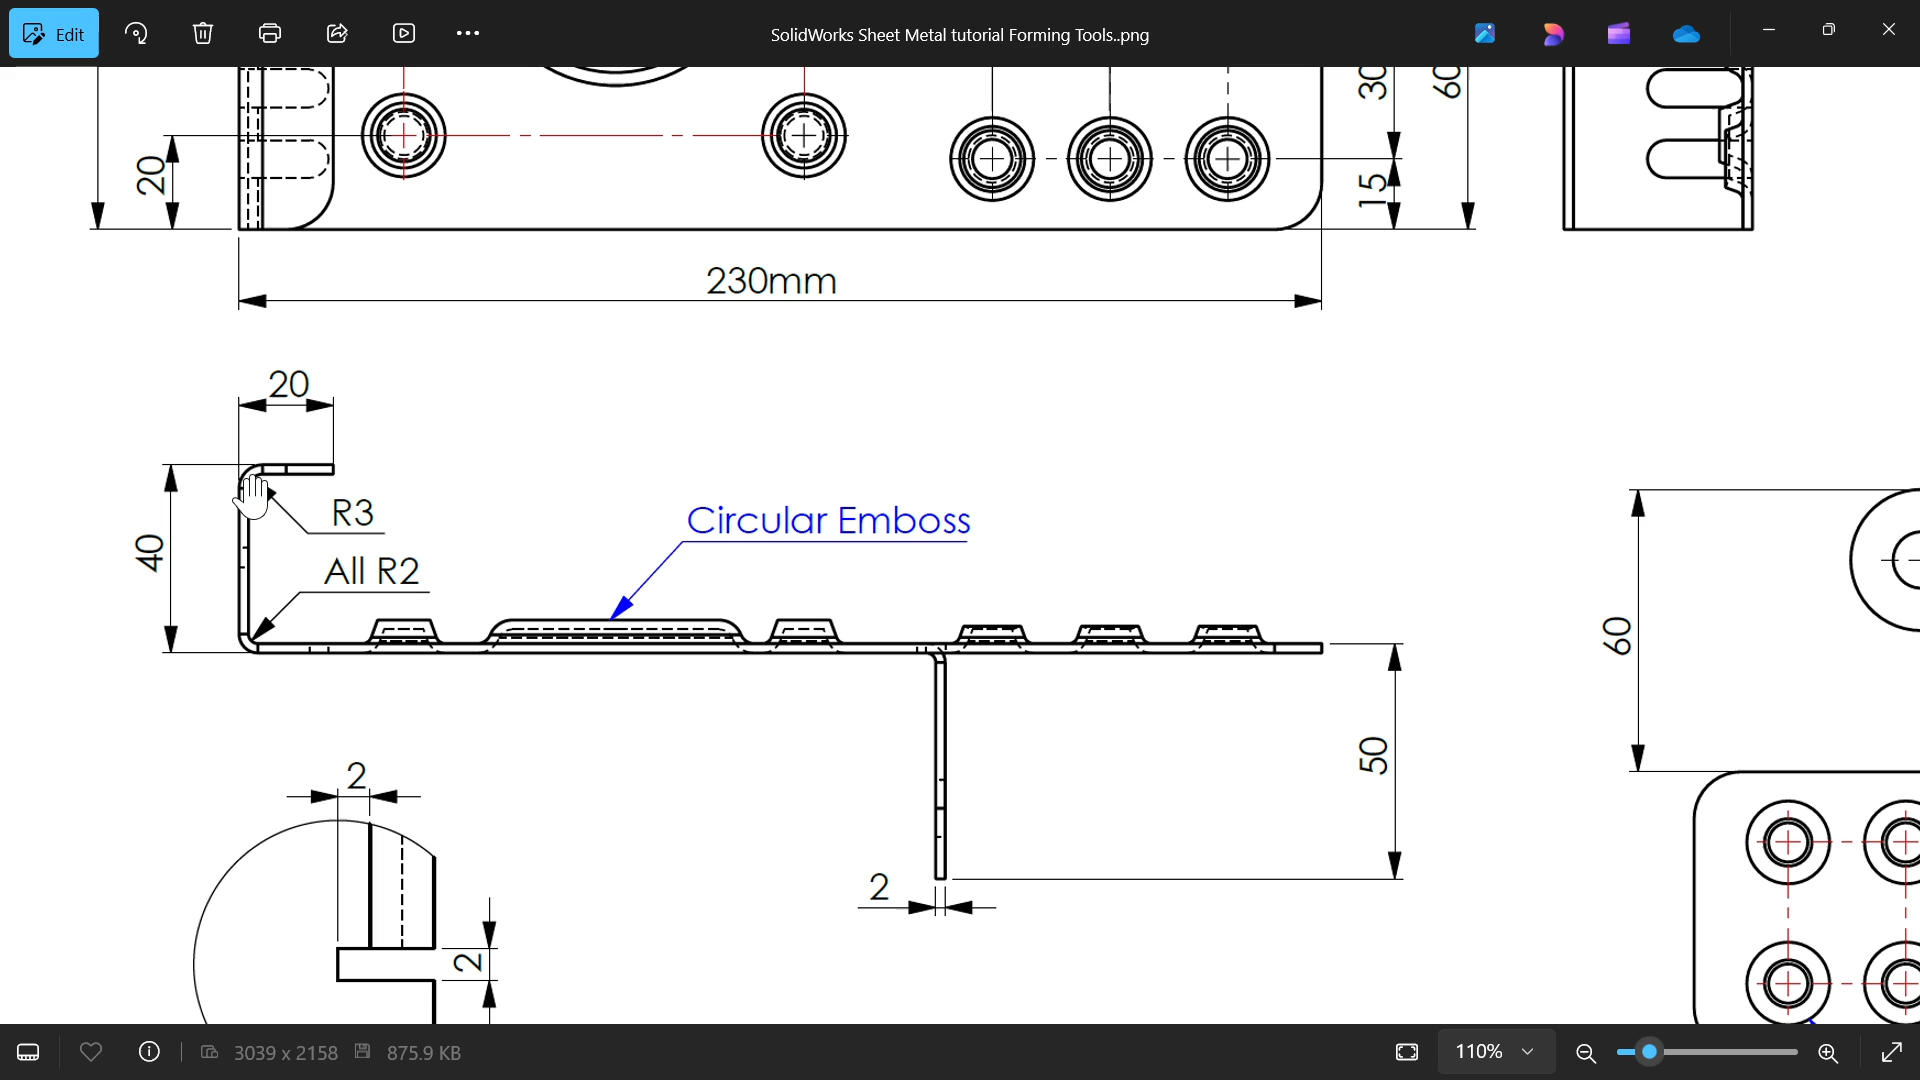 Edit
SolidWorks Sheet Metal tutorial Forming Tools..png
30
60
20
15
230mm
20
R3
Circular Emboss
40
All R2
60
50
2
2
2
3039 x 2158
875.9 KB
110%